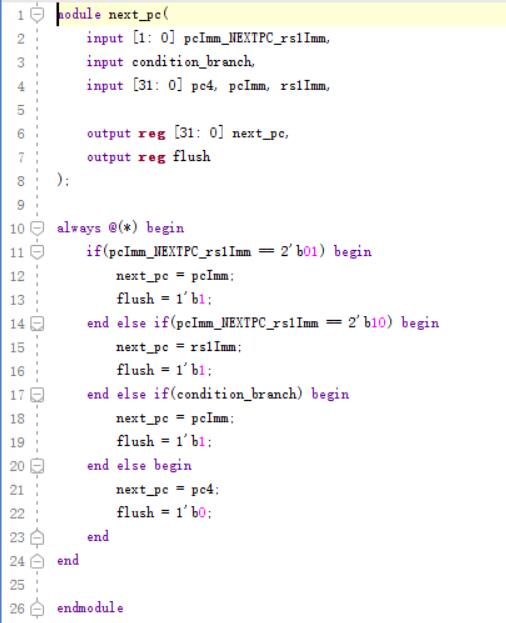 1 module next_pc(
2 input [1: 0] pcImm_NEXTPC_rs1Imm,
3 input condition_branch,
4 input [31: 0] pc4, pcImm, rs1Imm,
5
6 output reg [31: 0] next_pc,
7 output reg flush
8 );
9
10 always @(*) begin
11 if(pcImm_NEXTPC_rs1Imm == 2'b01) begin
12 next_pc = pcImm;
13 flush = 1'b1;
14 end else if(pcImm_NEXTPC_rs1Imm == 2'b10) begin
15 next_pc = rs1Imm;
16 flush = 1'b1;
17 end else if(condition_branch) begin
18 next_pc = pcImm;
19 flush = 1'b1;
20 end else begin
21 next_pc = pc4;
22 flush = 1'b0;
23 end
24 end
25
26 endmodule